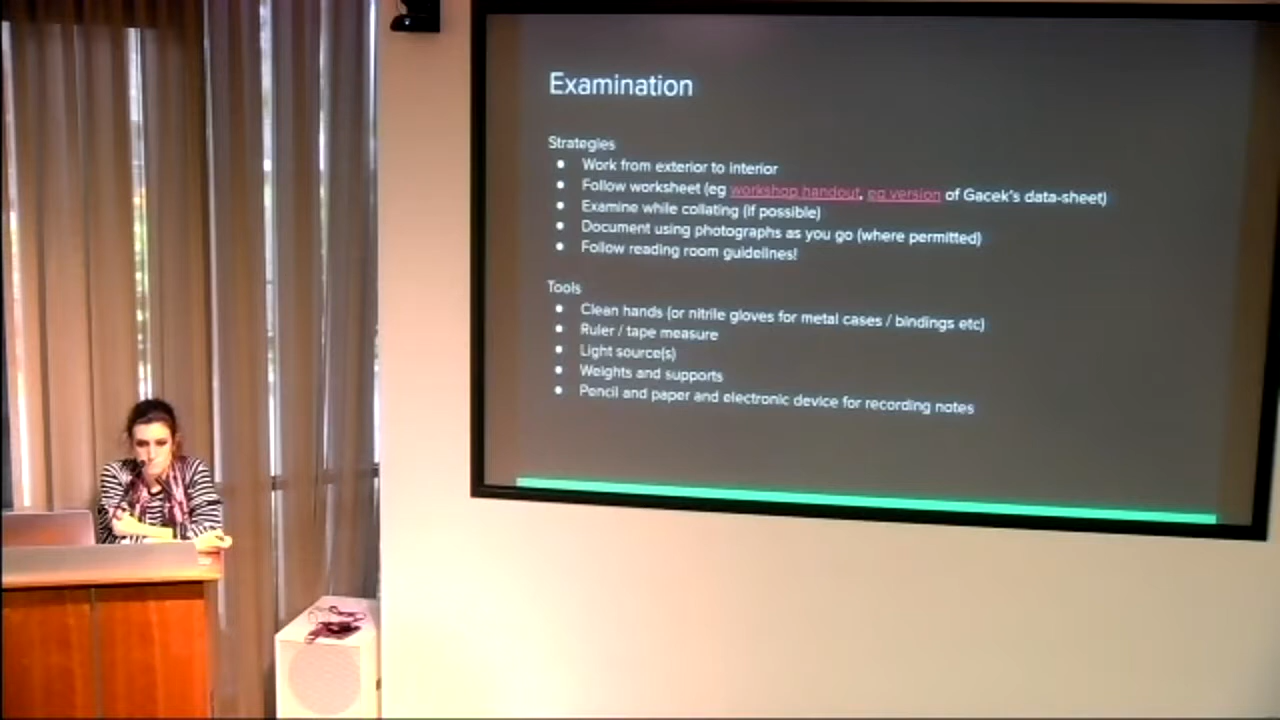 Examination
Strategies
● Work from exterior to interior
● Follow worksheet (eg workshop handout, eg version of Gacek's data-sheet)
● Examine while collating (if possible)
● Document using photographs as you go (where permitted)
● Follow reading room guidelines!
Tools
● Clean hands (or nitrile gloves for metal cases / bindings etc)
● Ruler / tape measure
● Light source(s)
● Weights and supports
● Pencil and paper and electronic device for recording notes